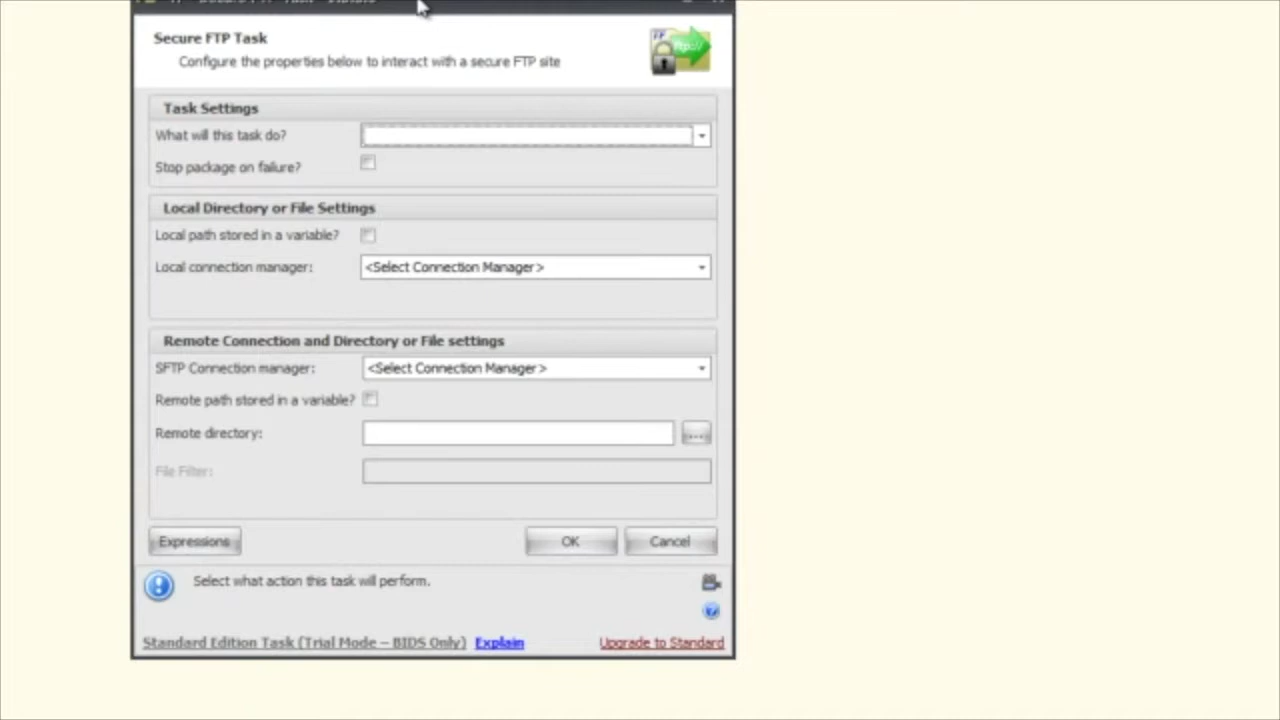 Secure FTP Task
Configure the properties below to interact with a secure FTP site
Task Settings
What will this task do?
Stop package on failure?
Local Directory or File Settings
Local path stored in a variable?
Local connection manager: <Select Connection Manager>
Remote Connection and Directory or File settings
SFTP Connection manager: <Select Connection Manager>
Remote path stored in a variable?
Remote directory: ...
File Filter:
Expressions OK Cancel
Select what action this task will perform.
Standard Edition Task (Trial Mode – BIDS Only) Explain Upgrade to Standard